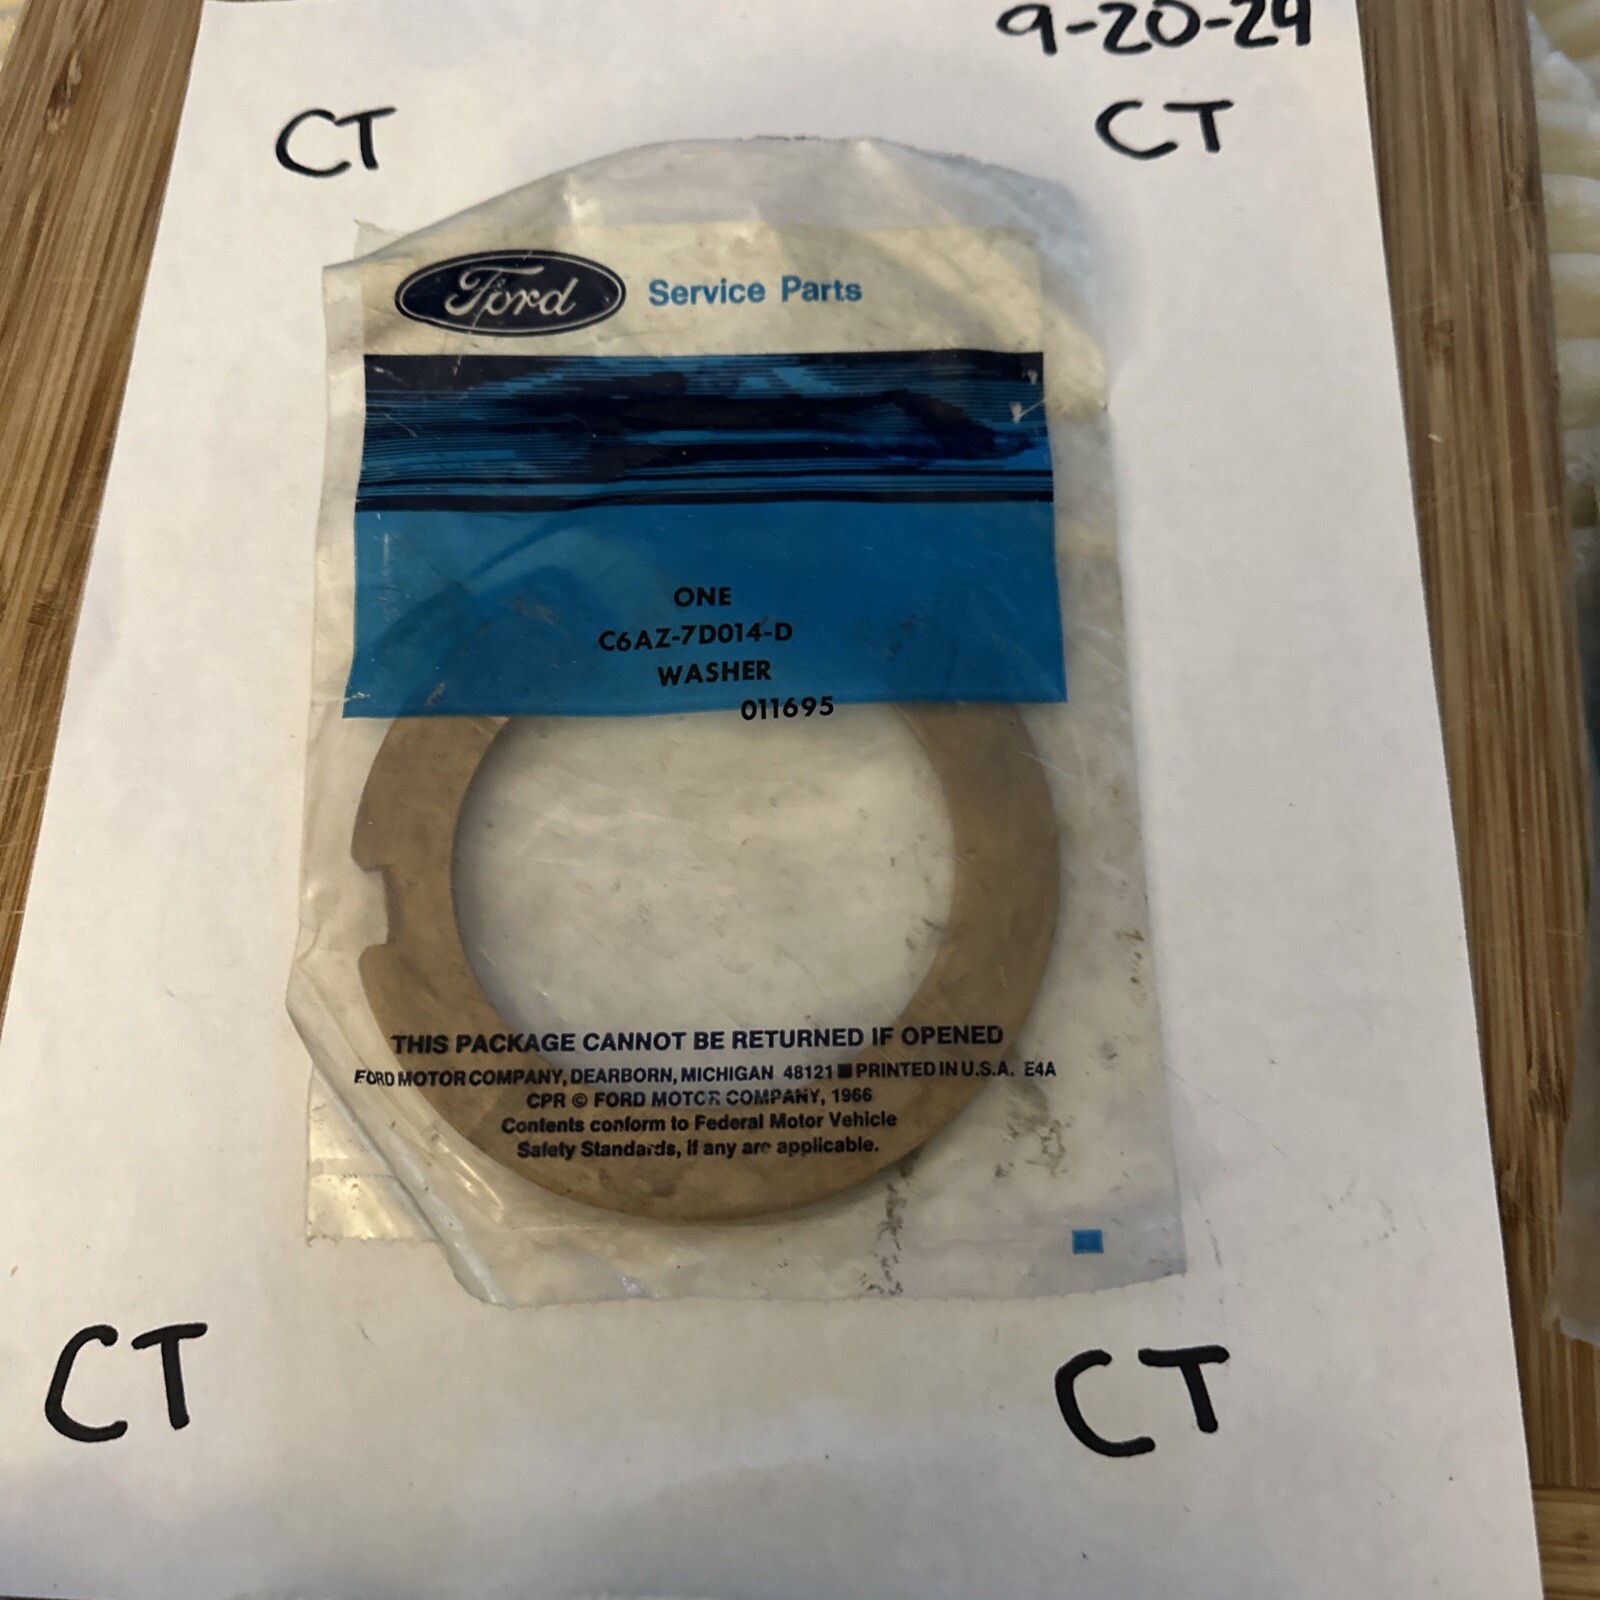 9-20-24
CT CT
Ford Service Parts
ONE
C6AZ-7D014-D
WASHER
011695
THIS PACKAGE CANNOT BE RETURNED IF OPENED
FORD MOTOR COMPANY, DEARBORN, MICHIGAN 48121 ■ PRINTED IN U.S.A. E4A
CPR © FORD MOTOR COMPANY, 1966
Contents conform to Federal Motor Vehicle
Safety Standards, if any are applicable.
CT CT